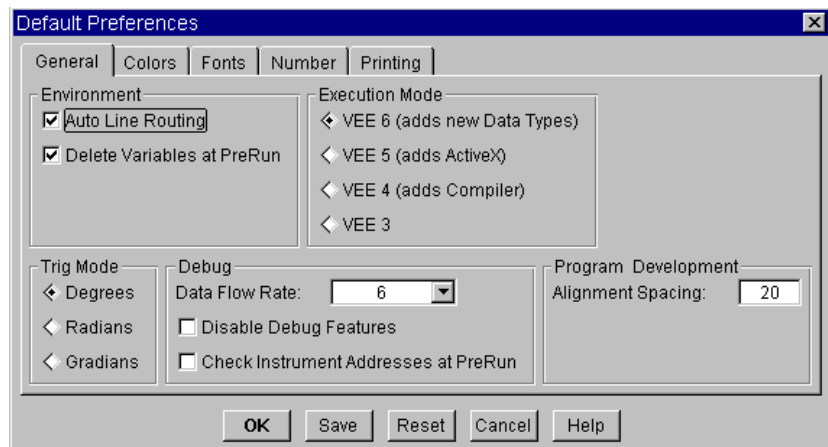 Default Preferences
General Colors Fonts Number Printing
Environment
Auto Line Routing
Delete Variables at PreRun
Execution Mode
VEE 6 (adds new Data Types)
VEE 5 (adds ActiveX)
VEE 4 (adds Compiler)
VEE 3
Trig Mode
Degrees
Radians
Gradians
Debug
Data Flow Rate: 6
Disable Debug Features
Check Instrument Addresses at PreRun
Program Development
Alignment Spacing: 20
OK Save Reset Cancel Help